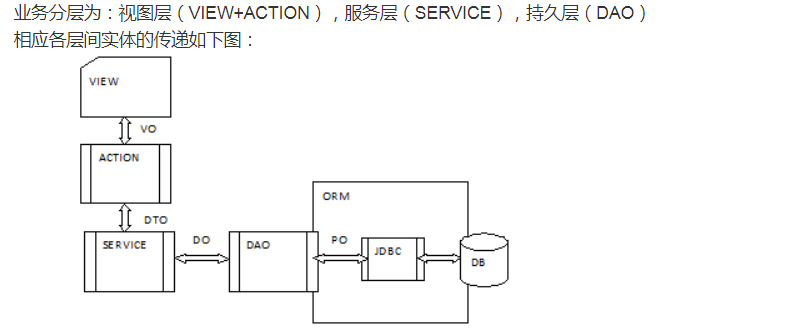 业务分层为：视图层（VIEW+ACTION），服务层（SERVICE），持久层（DAO）
相应各层间实体的传递如下图：
VIEW
VO
ACTION
DTO
ORM
SERVICE
DO
DAO
PO
JDBC
DB